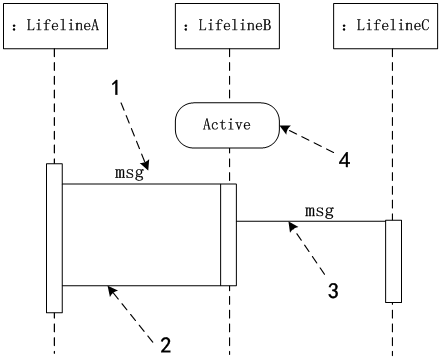 : LifelineA
: LifelineB
: LifelineC
1
Active
4
msg
msg
3
2